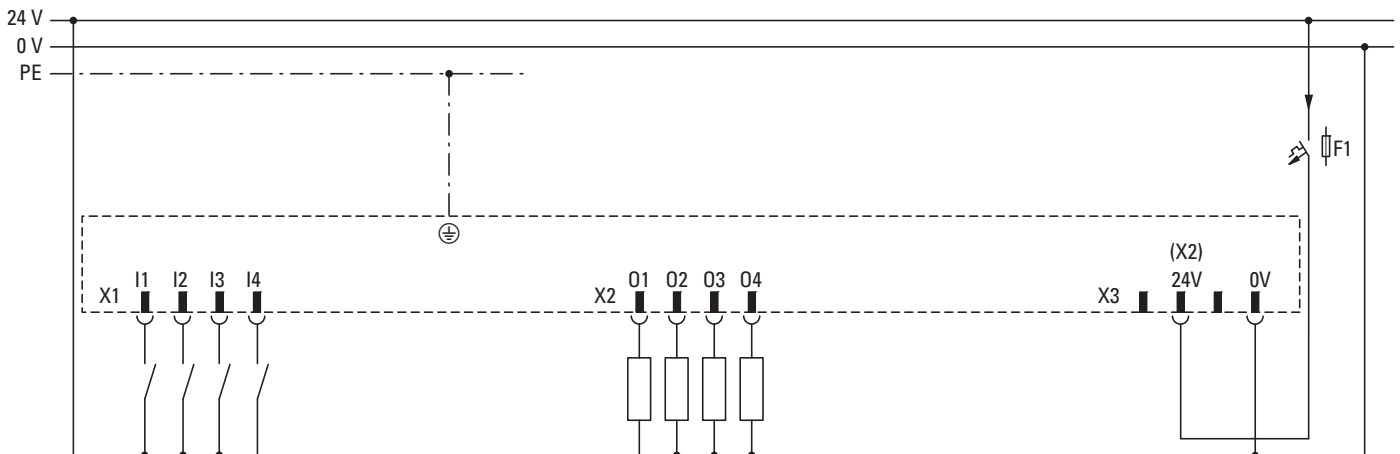 24 V
0 V
PE
F1
(X2)
X1 I1 I2 I3 I4 X2 O1 O2 O3 O4 X3 24V 0V